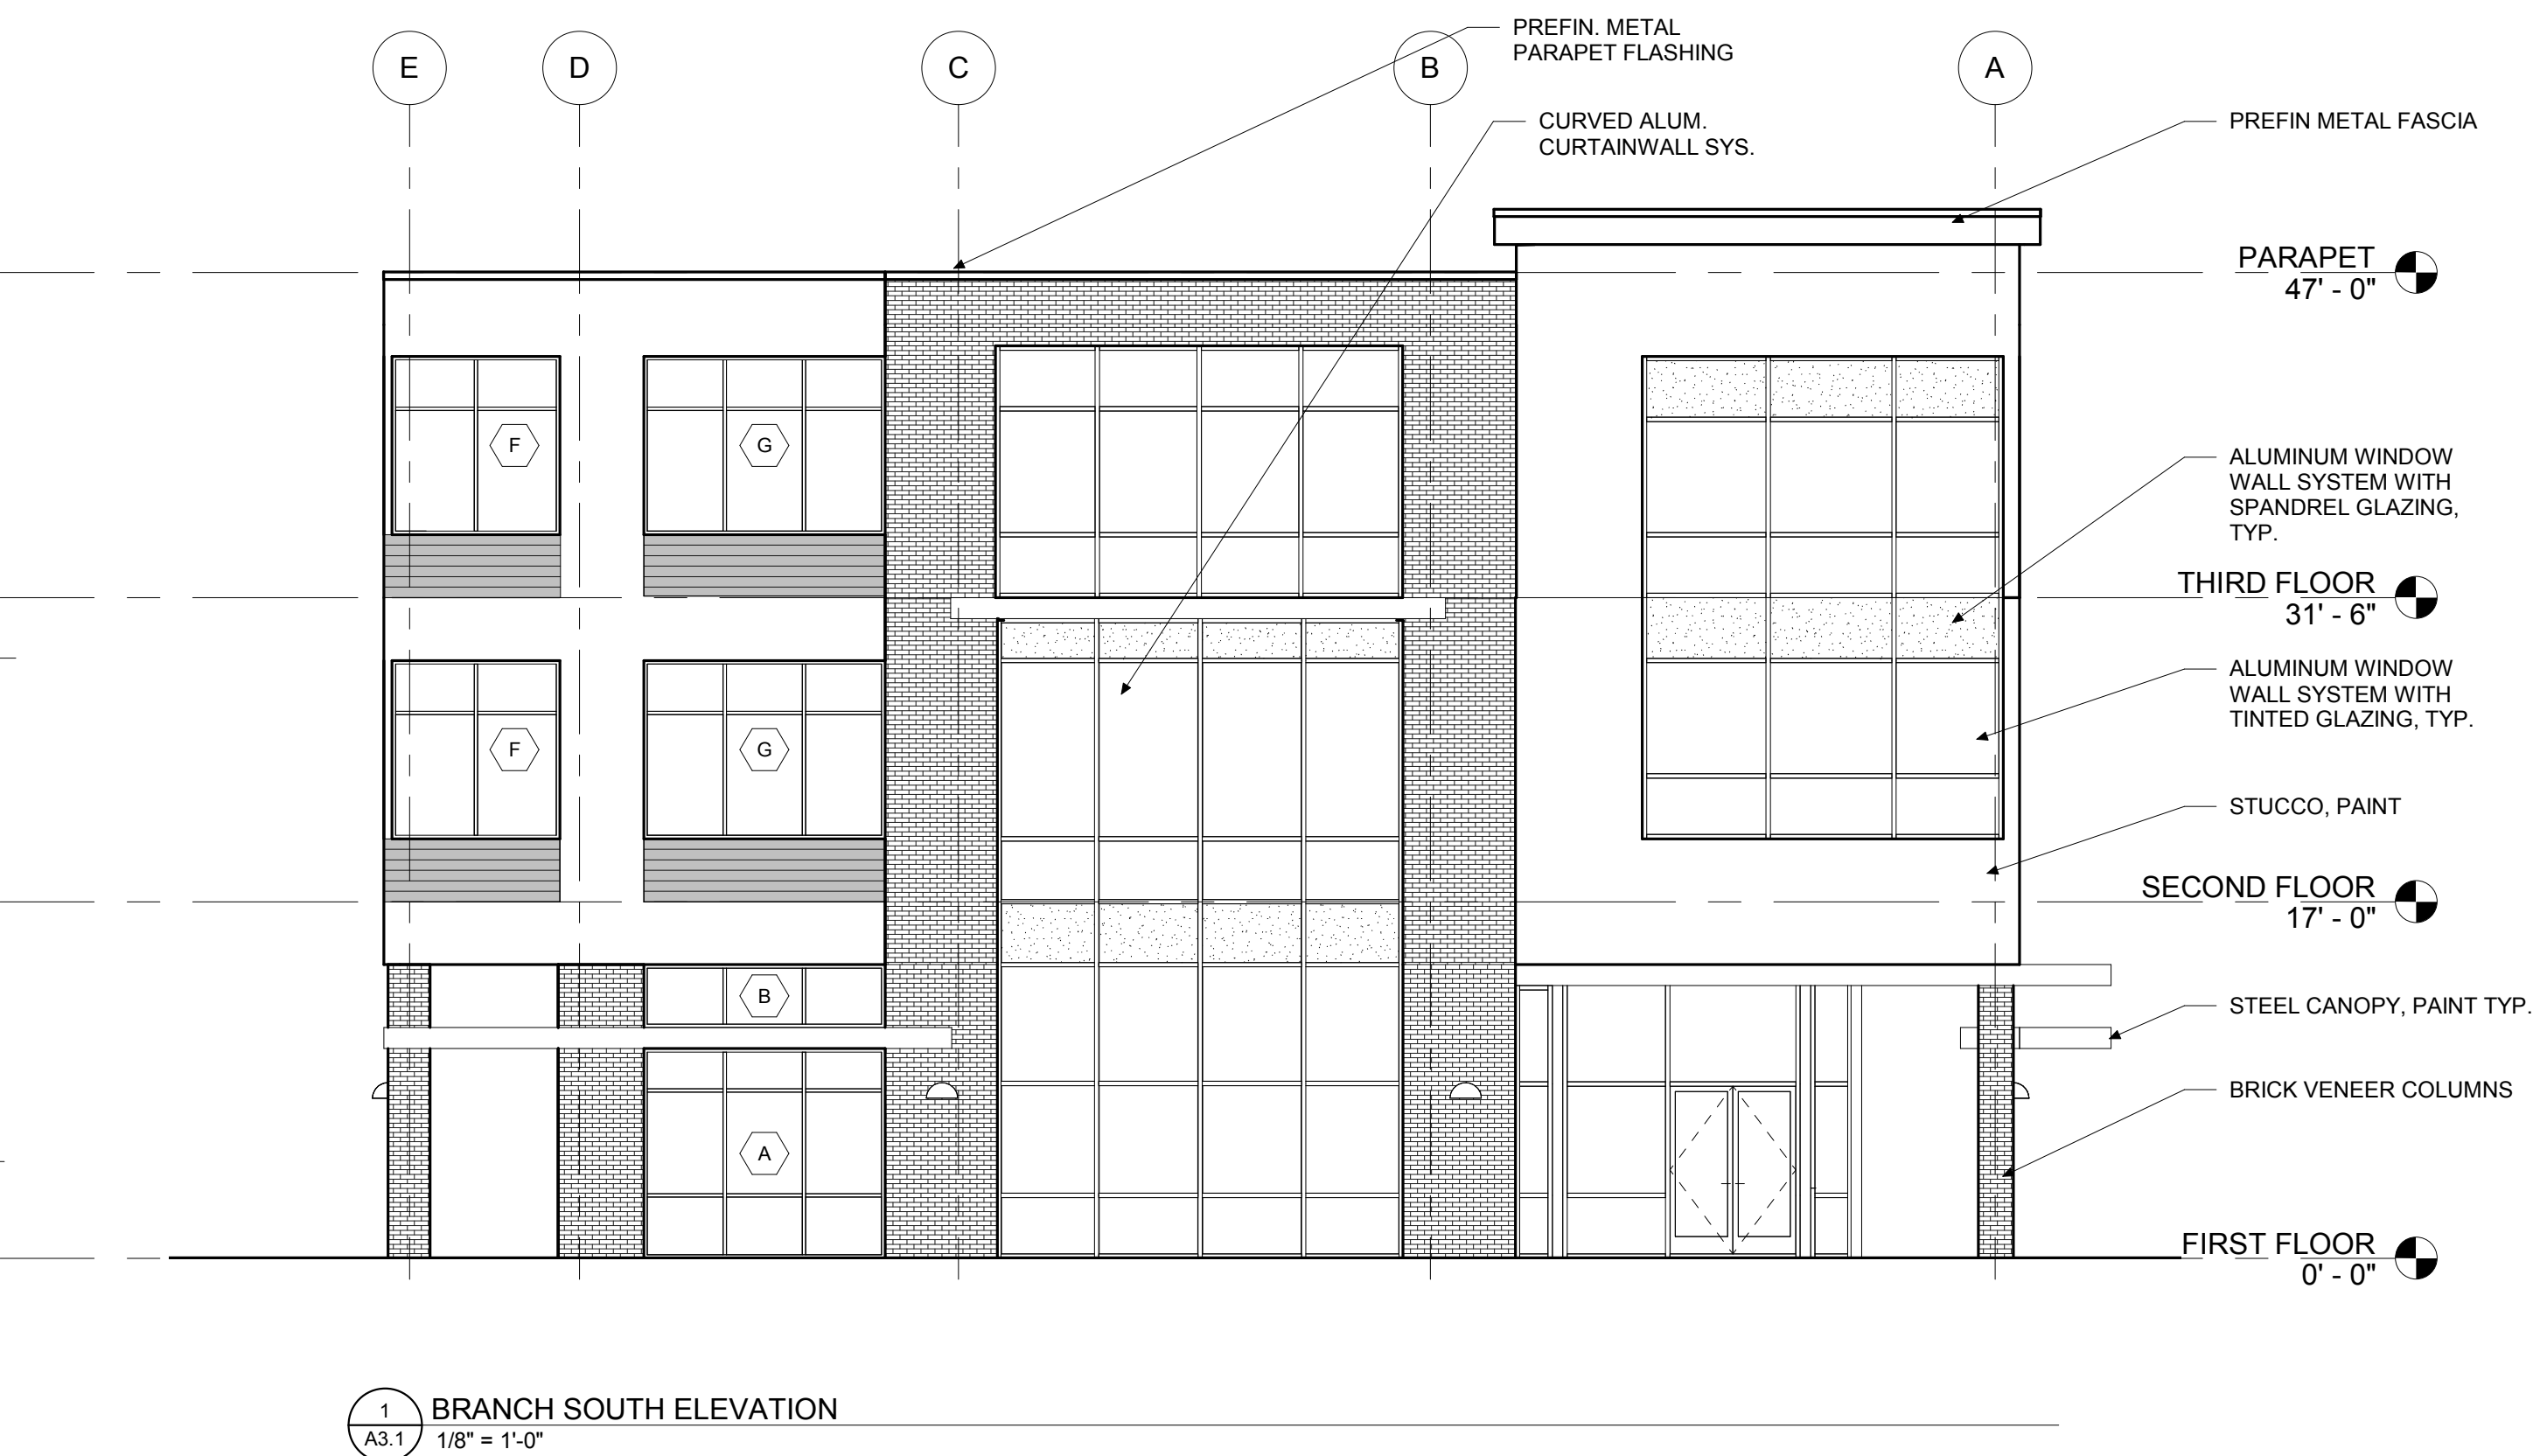 PREFIN. METAL
PARAPET FLASHING
E
D
C
B
A
CURVED ALUM.
CURTAINWALL SYS.
PREFIN METAL FASCIA
PARAPET
47' - 0"
F
G
ALUMINUM WINDOW
WALL SYSTEM WITH
SPANDREL GLAZING,
TYP.
THIRD FLOOR
31' - 6"
ALUMINUM WINDOW
WALL SYSTEM WITH
TINTED GLAZING, TYP.
F
G
STUCCO, PAINT
SECOND FLOOR
17' - 0"
B
STEEL CANOPY, PAINT TYP.
BRICK VENEER COLUMNS
A
FIRST FLOOR
0' - 0"
1
A3.1
BRANCH SOUTH ELEVATION
1/8" = 1'-0"